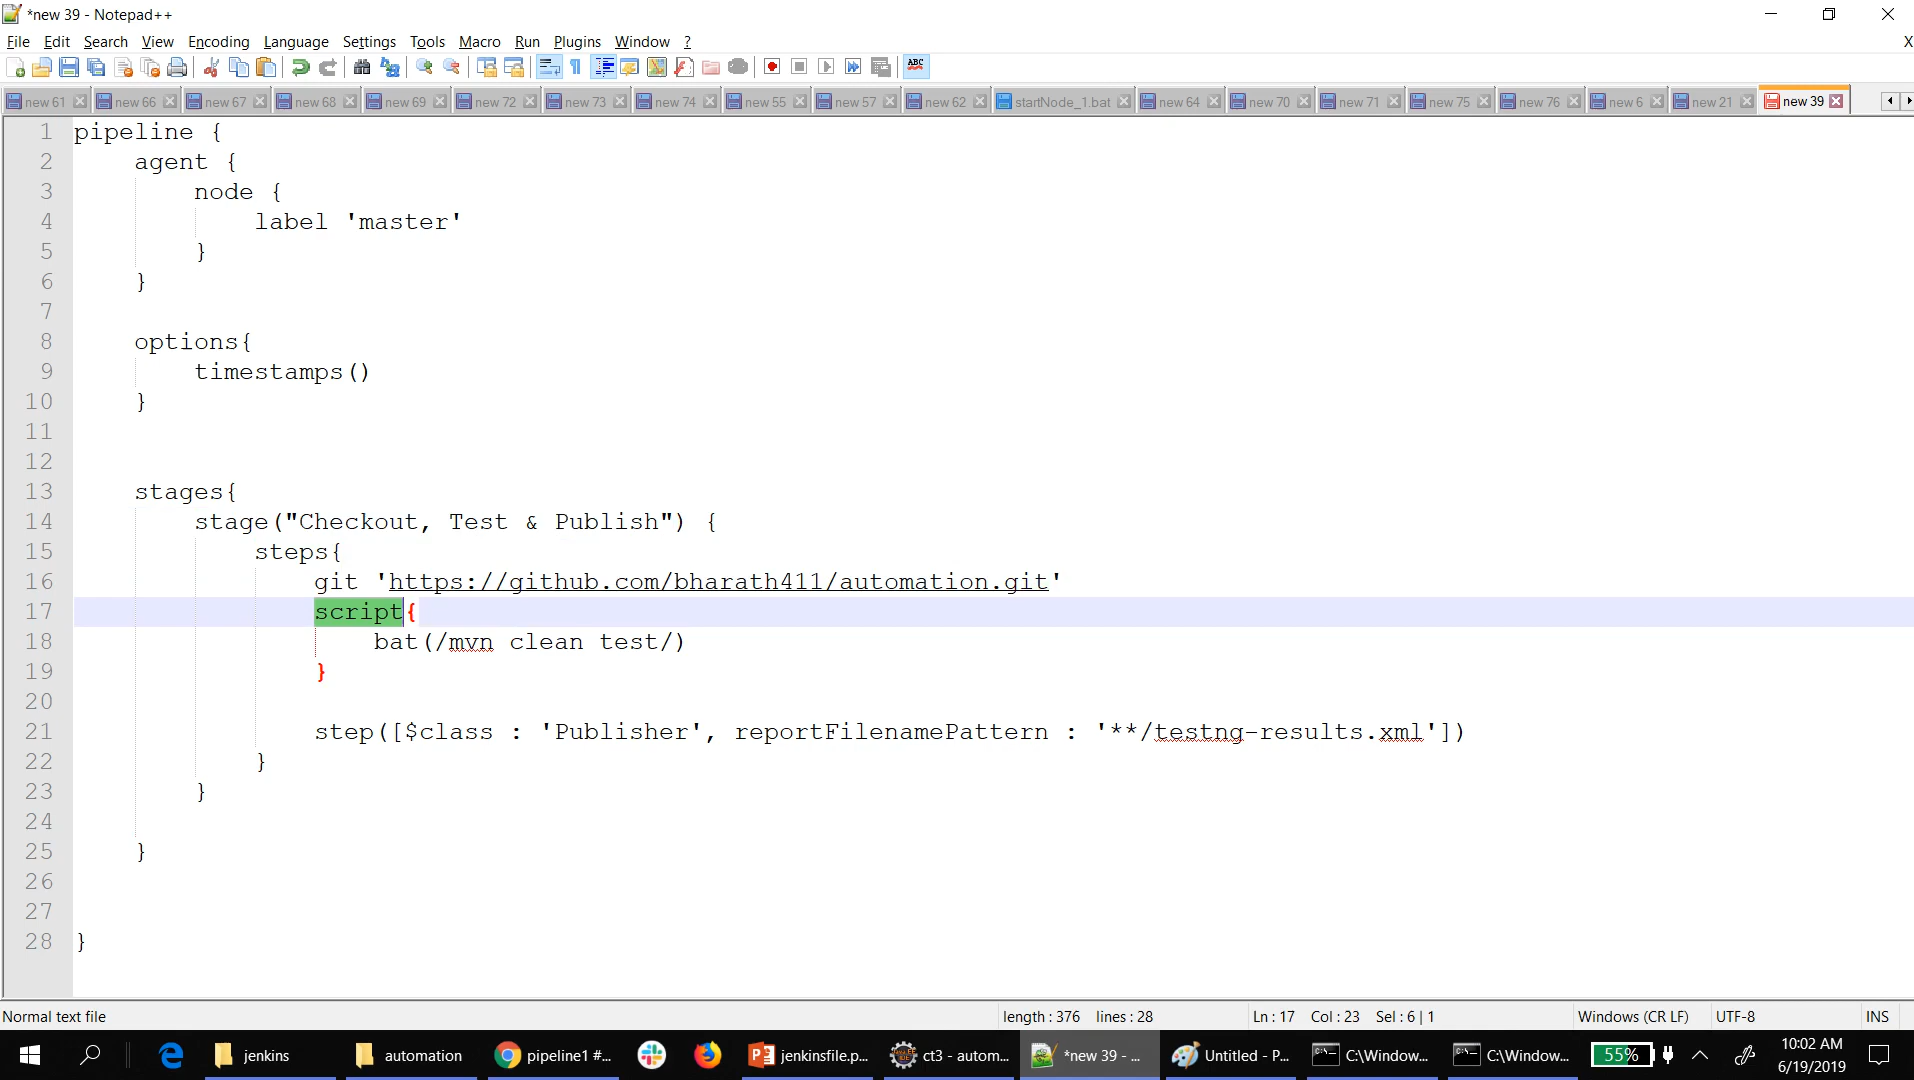 *new 39 - Notepad++
File Edit Search View Encoding Language Settings Tools Macro Run Plugins Window ? X
ABC
new 61 new 66 new 67 new 68 new 69 new 72 new 73 new 74 new 55 new 57 new 62 startNode_1.bat new 64 new 70 new 71 new 75 new 76 new 6 new 21 new 39
1 pipeline {
2 agent {
3 node {
4 label 'master'
5 }
6 }
7
8 options{
9 timestamps()
10 }
11
12
13 stages{
14 stage("Checkout, Test & Publish") {
15 steps{
16 git 'https://github.com/bharath411/automation.git'
17 script{
18 bat(/mvn clean test/)
19 }
20
21 step([$class : 'Publisher', reportFilenamePattern : '**/testng-results.xml'])
22 }
23 }
24
25 }
26
27
28 }
Normal text file length : 376 lines : 28 Ln : 17 Col : 23 Sel : 6 | 1 Windows (CR LF) UTF-8 INS
jenkins automation pipeline1 #... jenkinsfile.p... ct3 - autom... *new 39 - ... Untitled - P... C:\Window... C:\Window... 55% 10:02 AM
6/19/2019